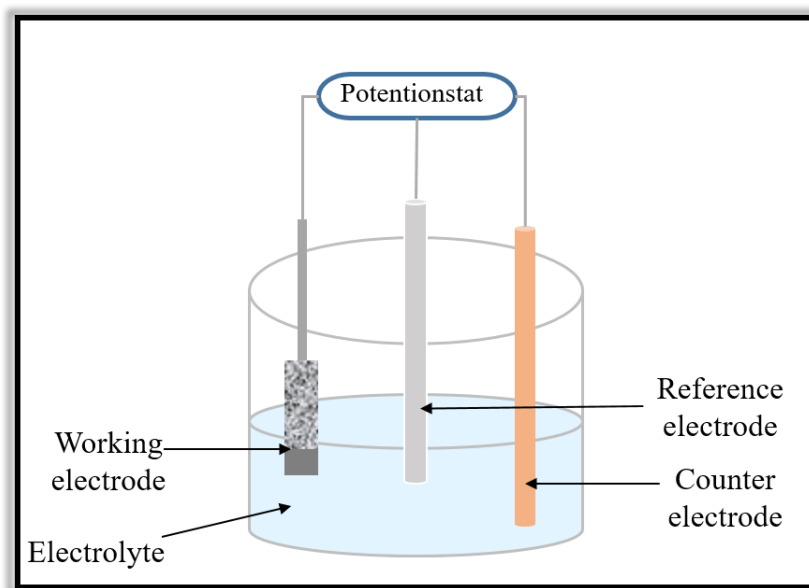 Potentionstat
Reference
electrode
Working
electrode
Counter
electrode
Electrolyte